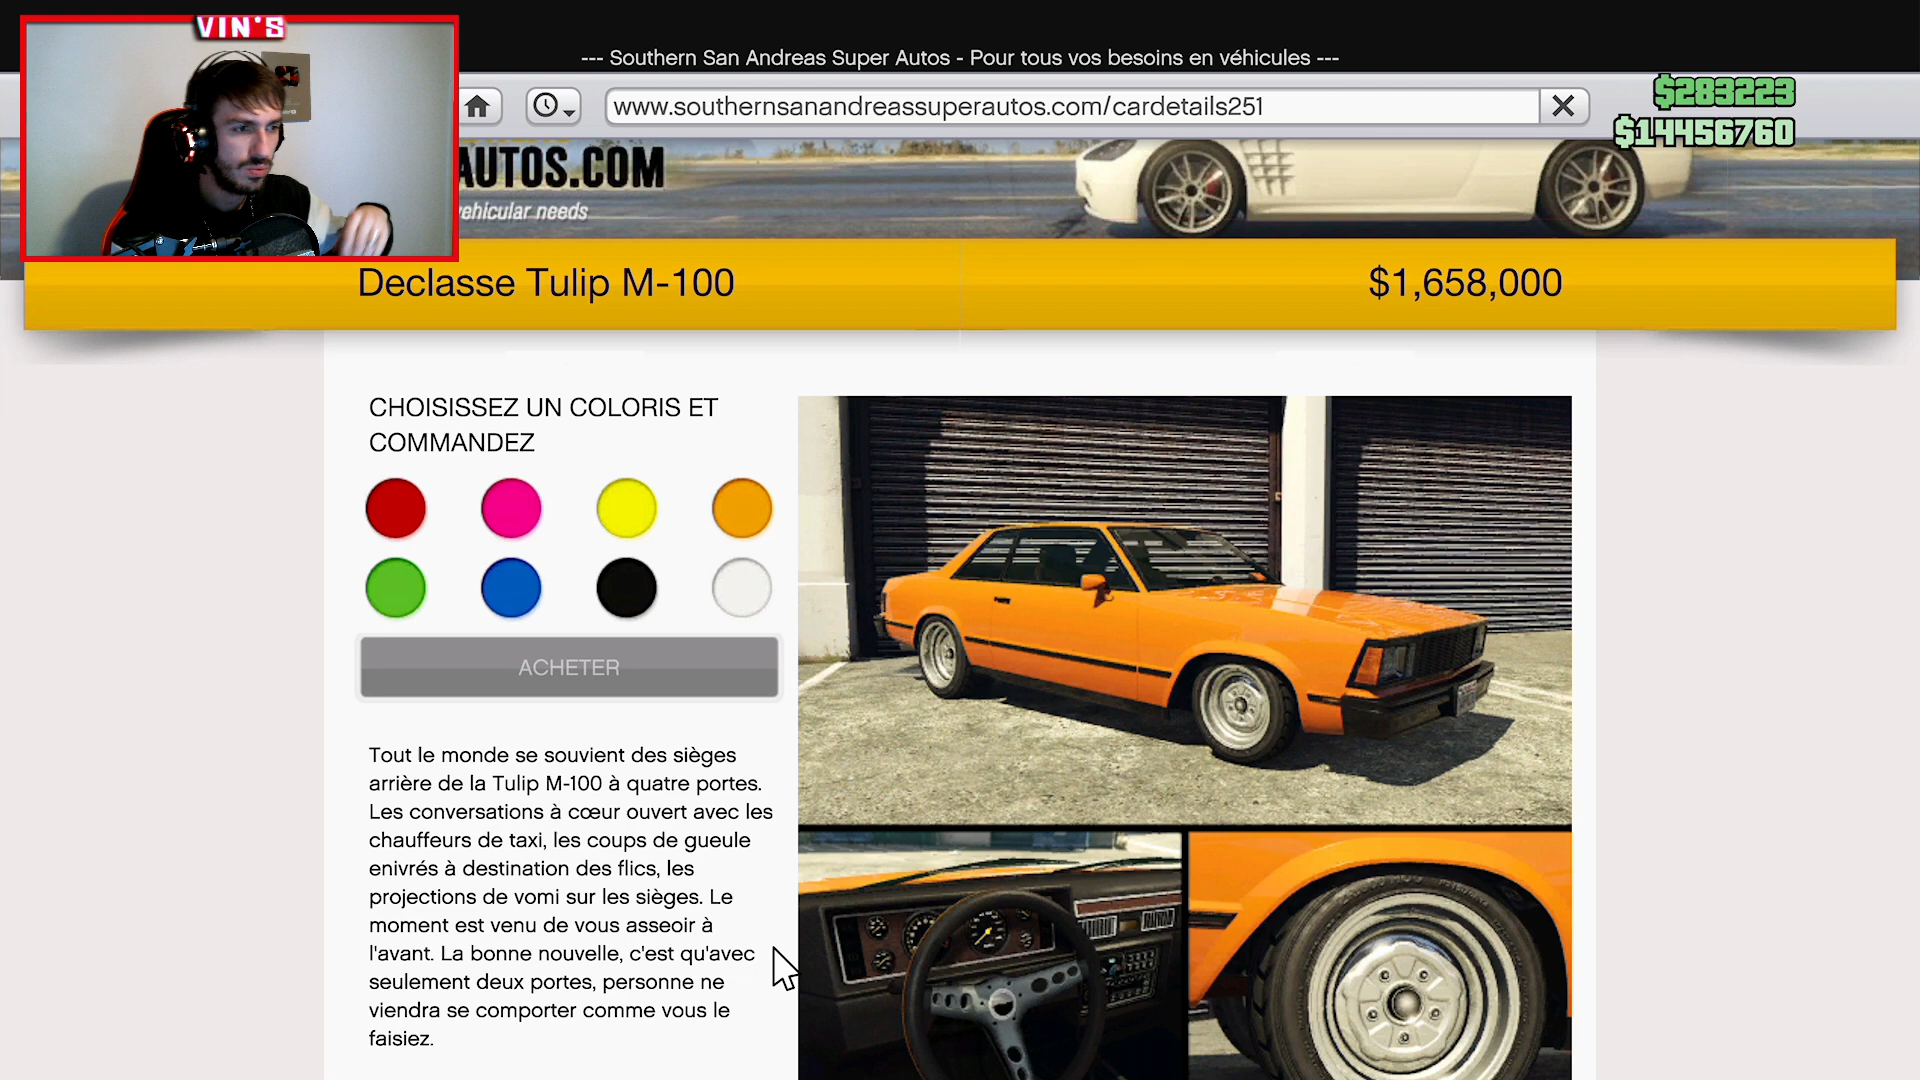 VIN'S
--- Southern San Andreas Super Autos - Pour tous vos besoins en véhicules ---
www.southernsanandreassuperautos.com/cardetails251
$283223
$14456760
AUTOS.COM
vehicular needs
Declasse Tulip M-100
$1,658,000
CHOISISSEZ UN COLORIS ET
COMMANDEZ
ACHETER
Tout le monde se souvient des sièges
arrière de la Tulip M-100 à quatre portes.
Les conversations à cœur ouvert avec les
chauffeurs de taxi, les coups de gueule
enivrés à destination des flics, les
projections de vomi sur les sièges. Le
moment est venu de vous asseoir à
l'avant. La bonne nouvelle, c'est qu'avec
seulement deux portes, personne ne
viendra se comporter comme vous le
faisiez.